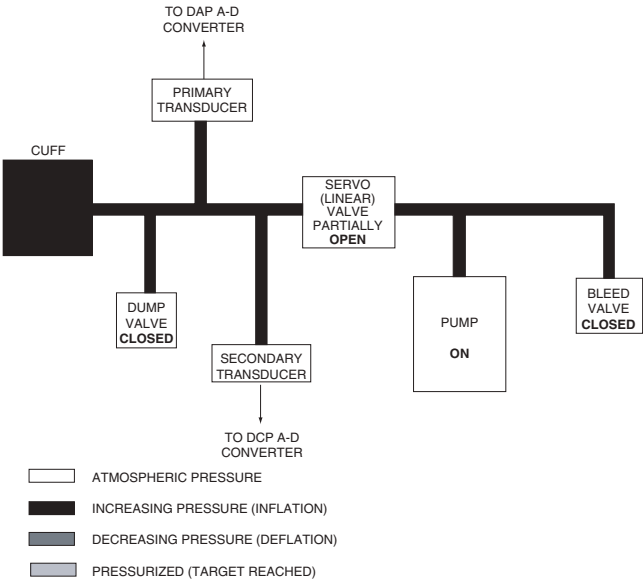 TO DAP A-D
CONVERTER
PRIMARY
TRANSDUCER
CUFF
SERVO
(LINEAR)
VALVE
PARTIALLY
OPEN
DUMP
VALVE
CLOSED
SECONDARY
TRANSDUCER
PUMP
ON
BLEED
VALVE
CLOSED
TO DCP A-D
CONVERTER
ATMOSPHERIC PRESSURE
INCREASING PRESSURE (INFLATION)
DECREASING PRESSURE (DEFLATION)
PRESSURIZED (TARGET REACHED)